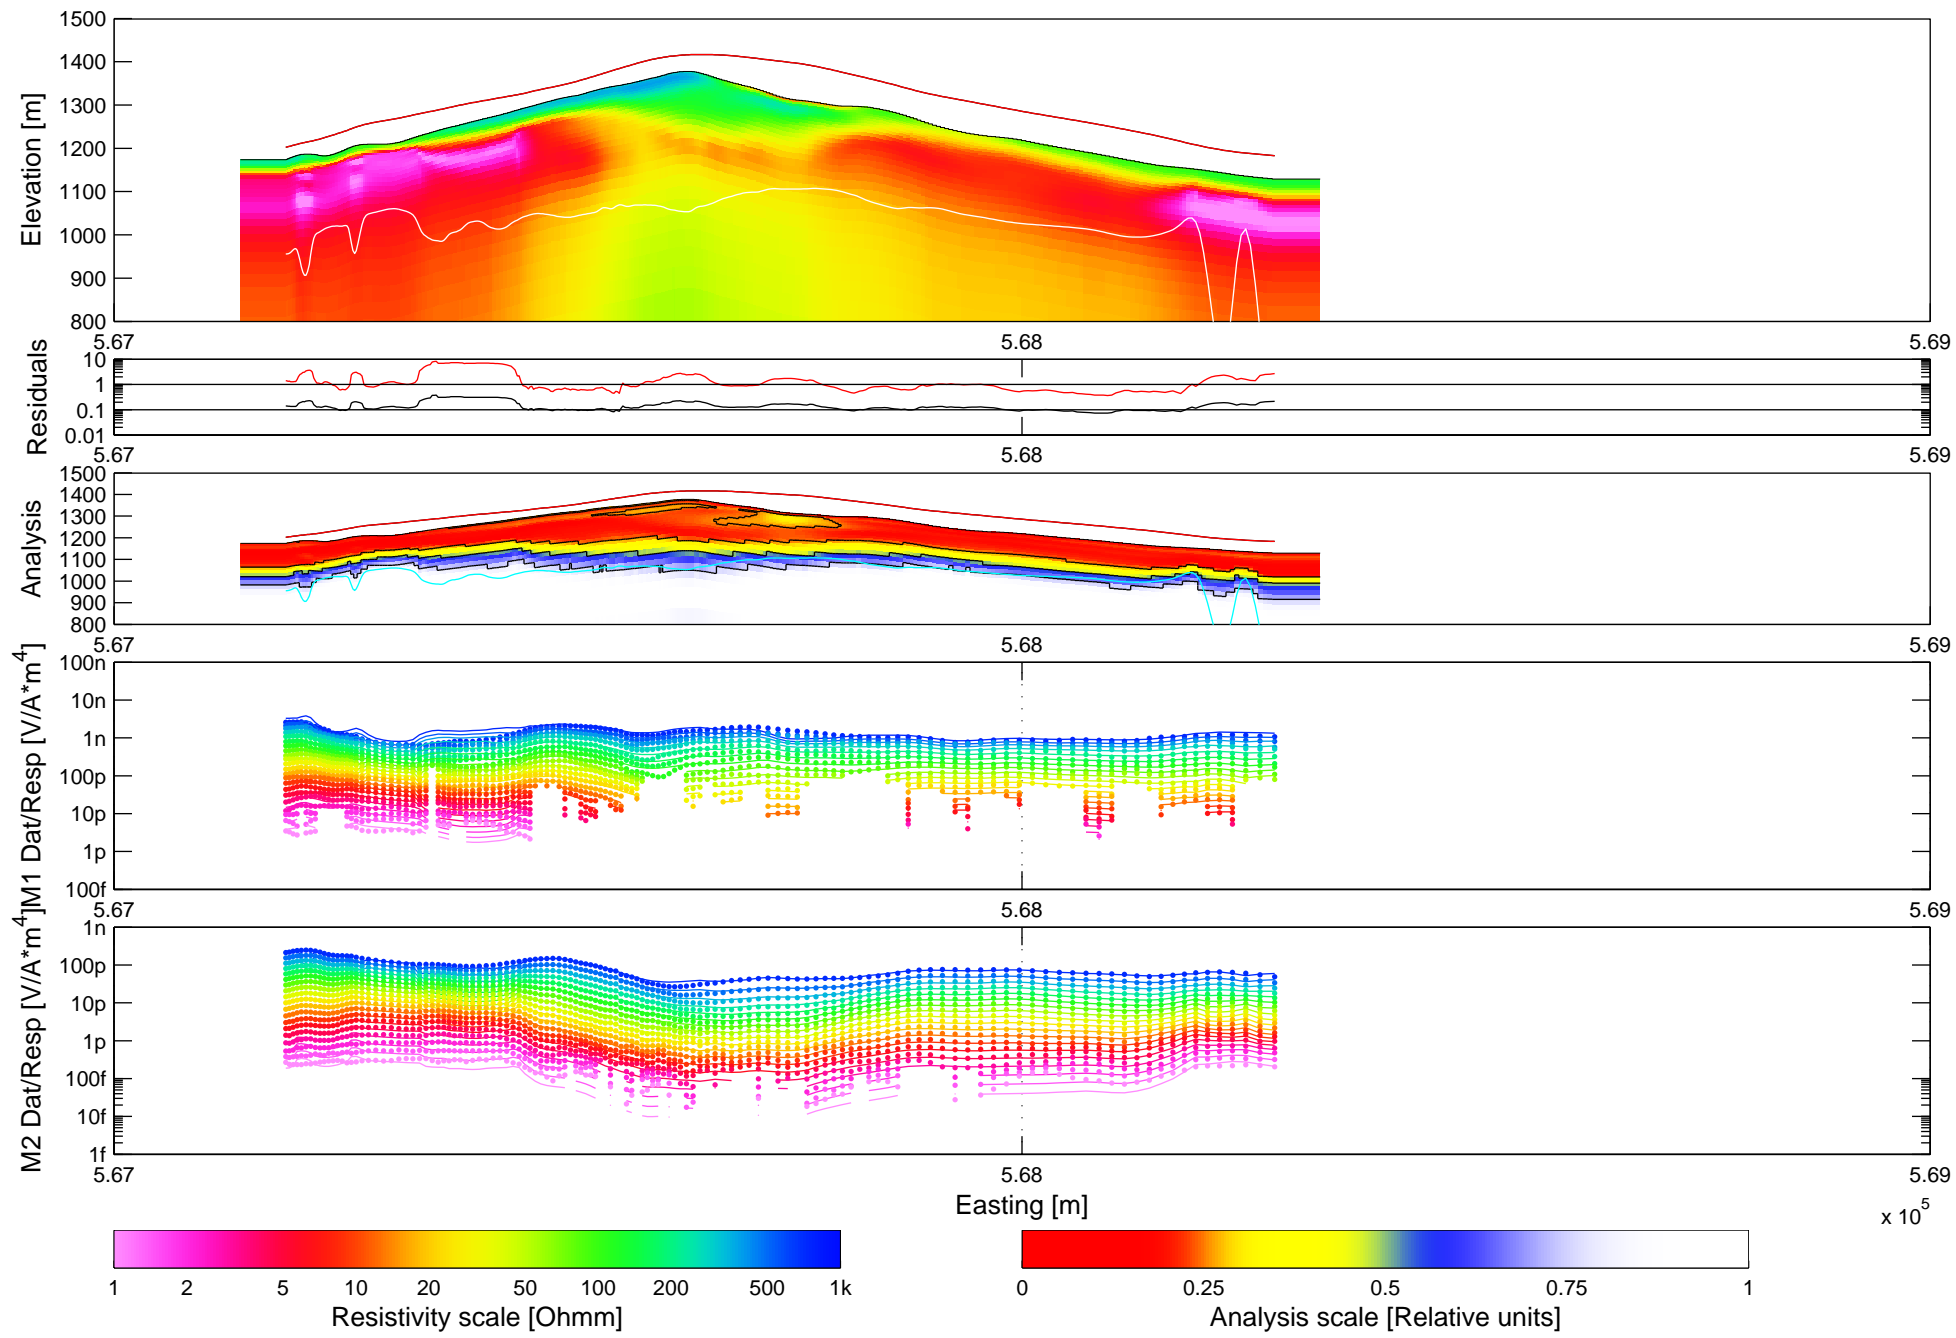 Elevation [m]
1500
1400
1300
1200
1100
1000
900
800
5.67 5.68 5.69
Residuals
10
1
0.1
0.01
5.67 5.68 5.69
Analysis
1500
1400
1300
1200
1100
1000
900
800
5.67 5.68 5.69
M1 Dat/Resp [V/A*m^4]
100n
10n
1n
100p
10p
1p
100f
5.67 5.68 5.69
M2 Dat/Resp [V/A*m^4]
1n
100p
10p
1p
100f
10f
1f
5.67 5.68 5.69
Easting [m]
x 10^5
1 2 5 10 20 50 100 200 500 1k
Resistivity scale [Ohmm]
0 0.25 0.5 0.75 1
Analysis scale [Relative units]